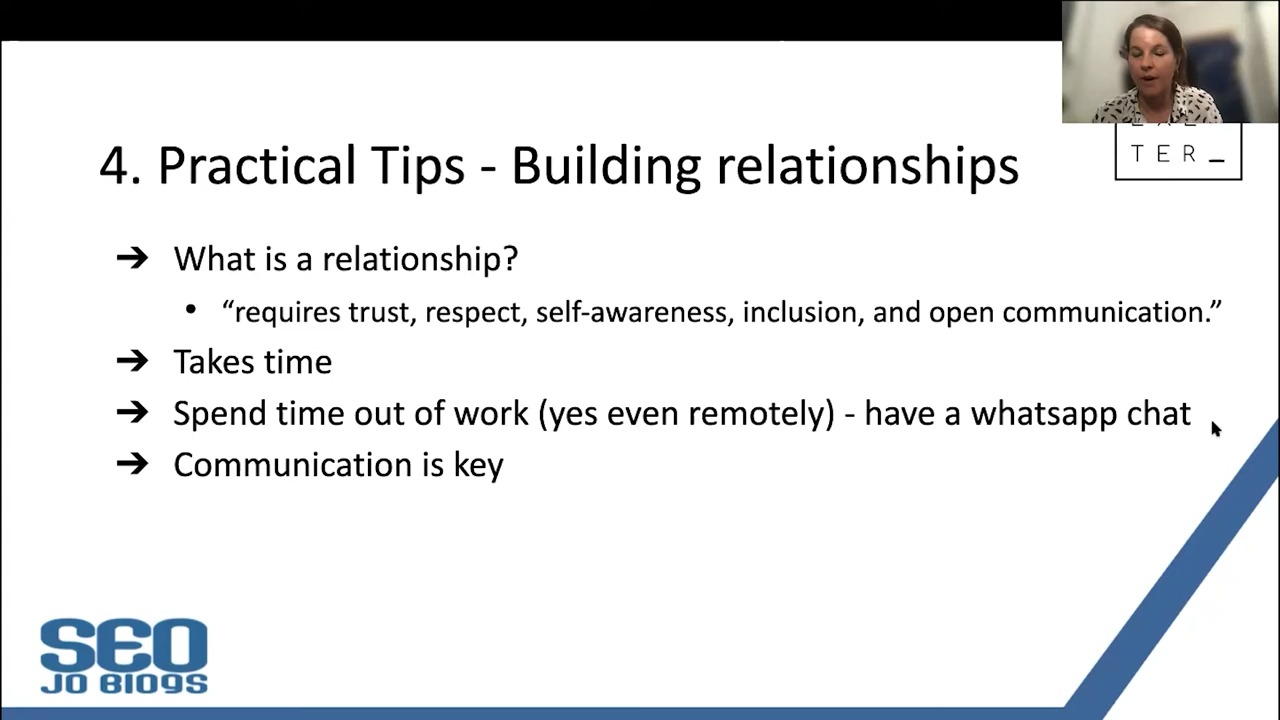 4. Practical Tips - Building relationships
TER_
➔ What is a relationship?
• “requires trust, respect, self-awareness, inclusion, and open communication.”
➔ Takes time
➔ Spend time out of work (yes even remotely) - have a whatsapp chat
➔ Communication is key
SEO
JO BlOgS